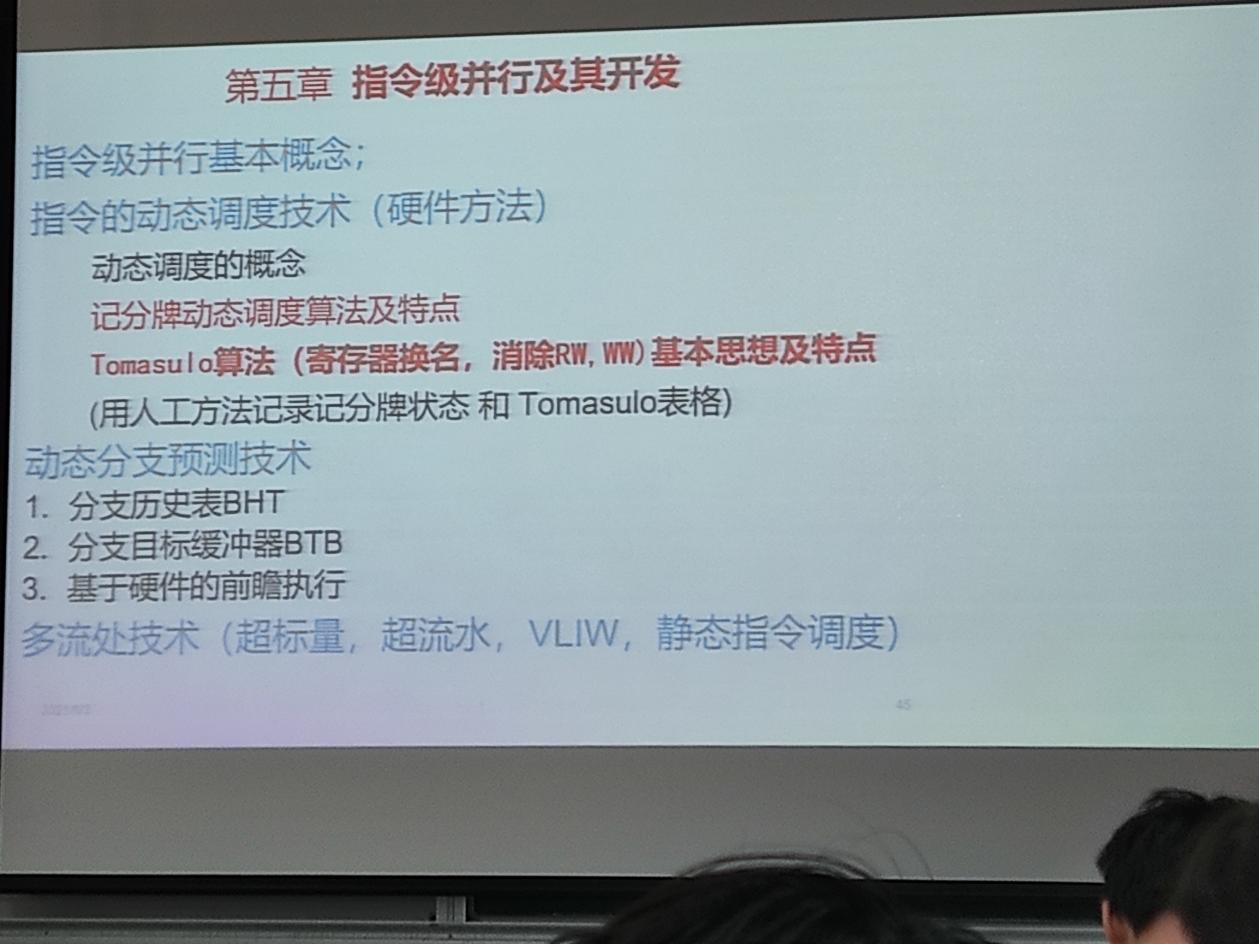 第五章 指令级并行及其开发
指令级并行基本概念；
指令的动态调度技术（硬件方法）
动态调度的概念
记分牌动态调度算法及特点
Tomasulo算法（寄存器换名，消除RW,WW)基本思想及特点
(用人工方法记录记分牌状态 和 Tomasulo表格)
动态分支预测技术
1. 分支历史表BHT
2. 分支目标缓冲器BTB
3. 基于硬件的前瞻执行
多流处技术（超标量，超流水，VLIW，静态指令调度）
45